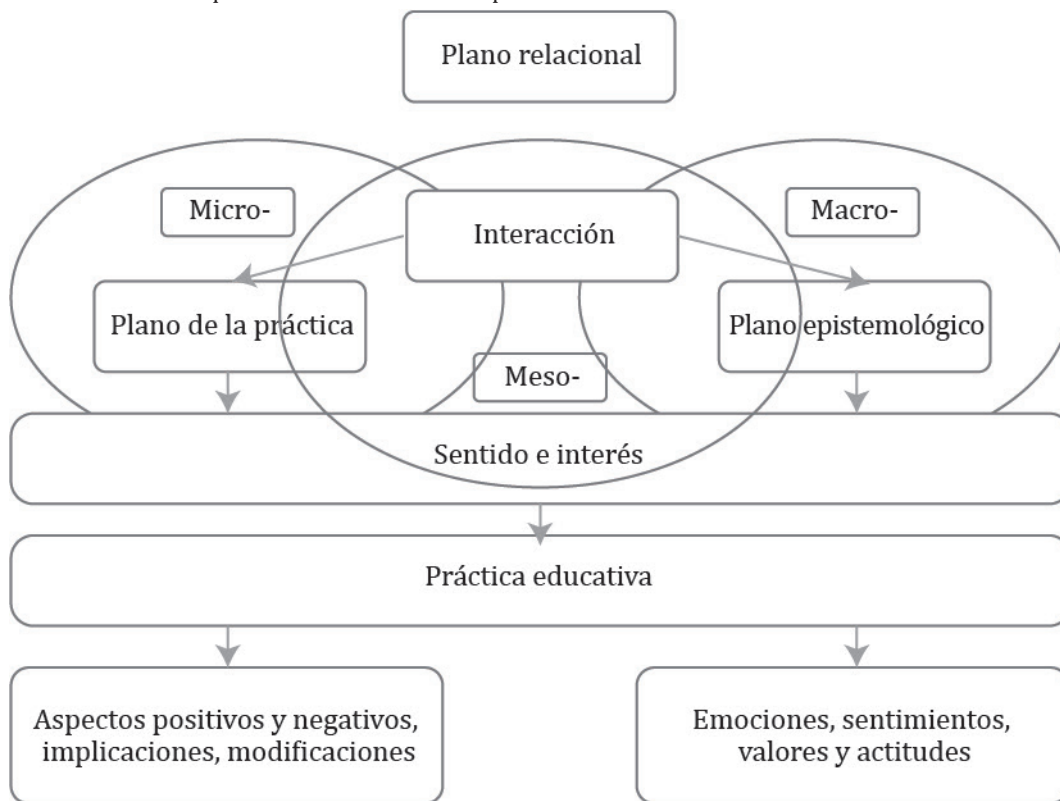 Plano relacional
Micro-
Macro-
Interacción
Plano de la práctica
Plano epistemológico
Meso-
Sentido e interés
Práctica educativa
Aspectos positivos y negativos,
implicaciones, modificaciones
Emociones, sentimientos,
valores y actitudes